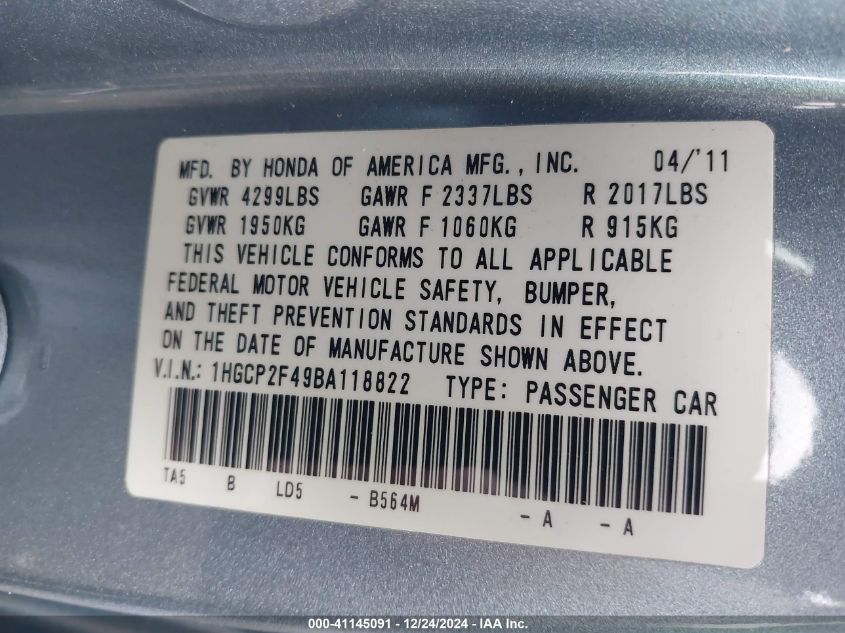 MFD. BY HONDA OF AMERICA MFG., INC. 04/'11
GVWR 4299LBS GAWR F 2337LBS R 2017LBS
GVWR 1950KG GAWR F 1060KG R 915KG
THIS VEHICLE CONFORMS TO ALL APPLICABLE
FEDERAL MOTOR VEHICLE SAFETY, BUMPER,
AND THEFT PREVENTION STANDARDS IN EFFECT
ON THE DATE OF MANUFACTURE SHOWN ABOVE.
V.I.N.: 1HGCP2F49BA118822 TYPE: PASSENGER CAR
TA5 B LD5 - B564M - A - A
000-41145091 - 12/24/2024 - IAA Inc.